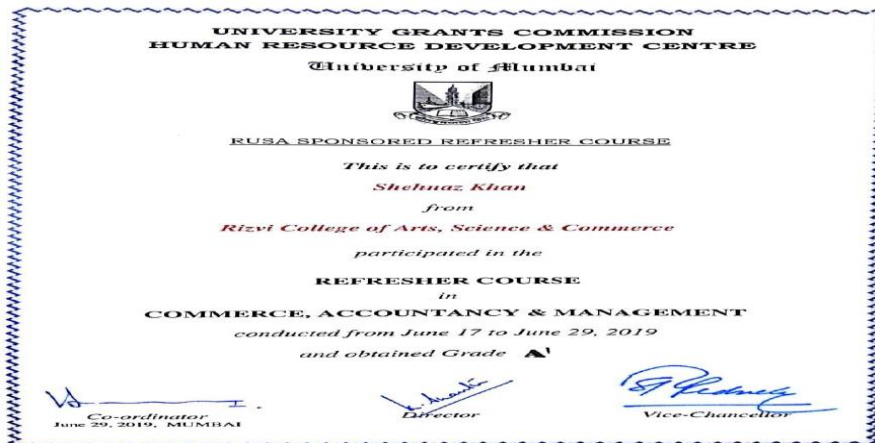 UNIVERSITY GRANTS COMMISSION
HUMAN RESOURCE DEVELOPMENT CENTRE
University of Mumbai
RUSA SPONSORED REFRESHER COURSE
This is to certify that
Shehnaz Khan
from
Rizvi College of Arts, Science & Commerce
participated in the
REFRESHER COURSE
in
COMMERCE, ACCOUNTANCY & MANAGEMENT
conducted from June 17 to June 29, 2019
and obtained Grade A
Co-ordinator Director Vice-Chancellor
June 29, 2019, MUMBAI